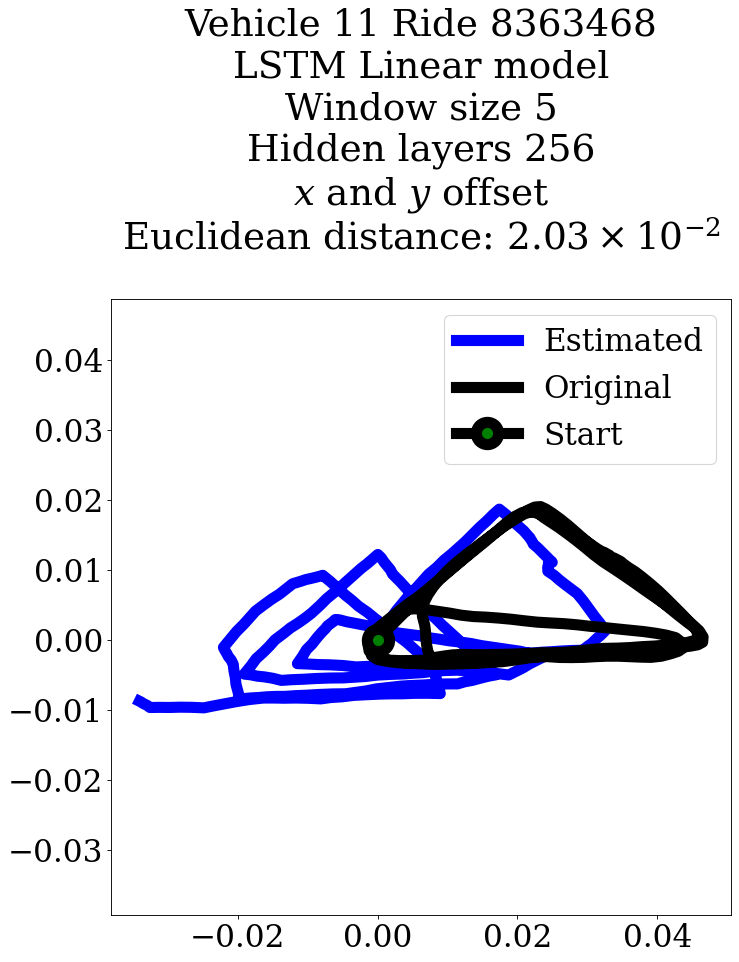 Vehicle 11 Ride 8363468
LSTM Linear model
Window size 5
Hidden layers 256
x and y offset
Euclidean distance: 2.03 × 10⁻²
Estimated
Original
Start
0.04
0.03
0.02
0.01
0.00
−0.01
−0.02
−0.03
−0.02 0.00 0.02 0.04